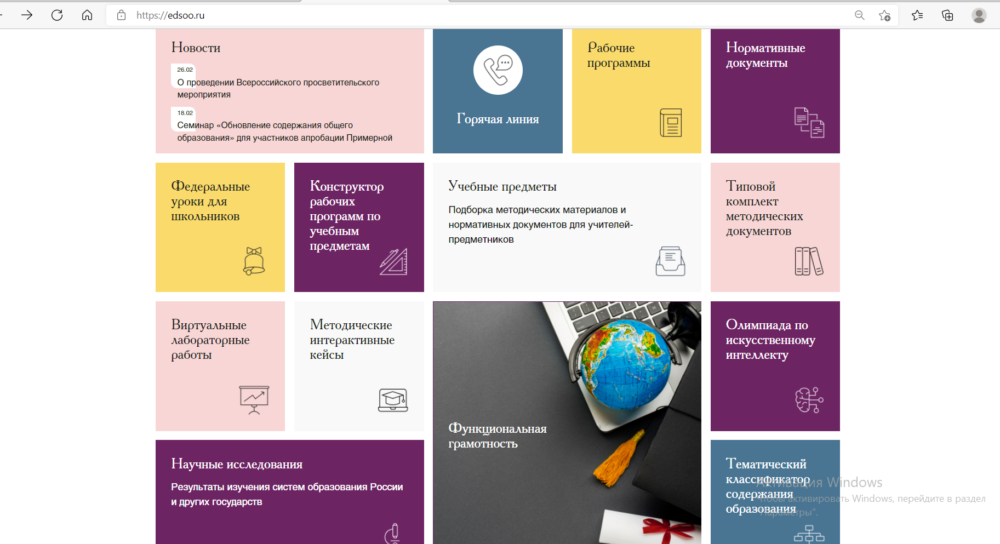 https://edsoo.ru
Новости
26.02
О проведении Всероссийского просветительского
мероприятия
18.02
Семинар «Обновление содержания общего
образования» для участников апробации Примерной
Горячая линия
Рабочие
программы
Нормативные
документы
Федеральные
уроки для
школьников
Конструктор
рабочих
программ по
учебным
предметам
Учебные предметы
Подборка методических материалов и
нормативных документов для учителей-
предметников
Типовой
комплект
методических
документов
Виртуальные
лабораторные
работы
Методические
интерактивные
кейсы
Функциональная
грамотность
Олимпиада по
искусственному
интеллекту
Научные исследования
Результаты изучения систем образования России
и других государств
Тематический
классификатор
содержания
образования
Активация Windows
Чтобы активировать Windows, перейдите в раздел
"Параметры".